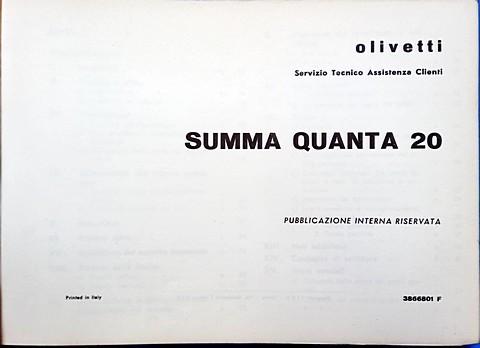 olivetti
Servizio Tecnico Assistenza Clienti
SUMMA QUANTA 20
PUBBLICAZIONE INTERNA RISERVATA
Printed in Italy
3866801 F